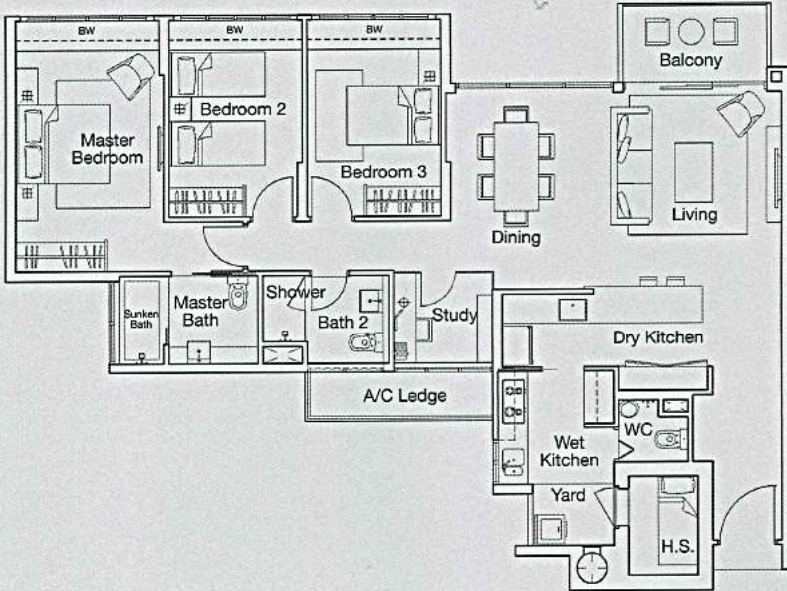 BW
BW
BW
Balcony
Bedroom 2
Master
Bedroom
Bedroom 3
Living
Dining
Sunken
Bath
Master
Bath
Shower
Bath 2
Study
Dry Kitchen
A/C Ledge
WC
Wet
Kitchen
Yard
H.S.